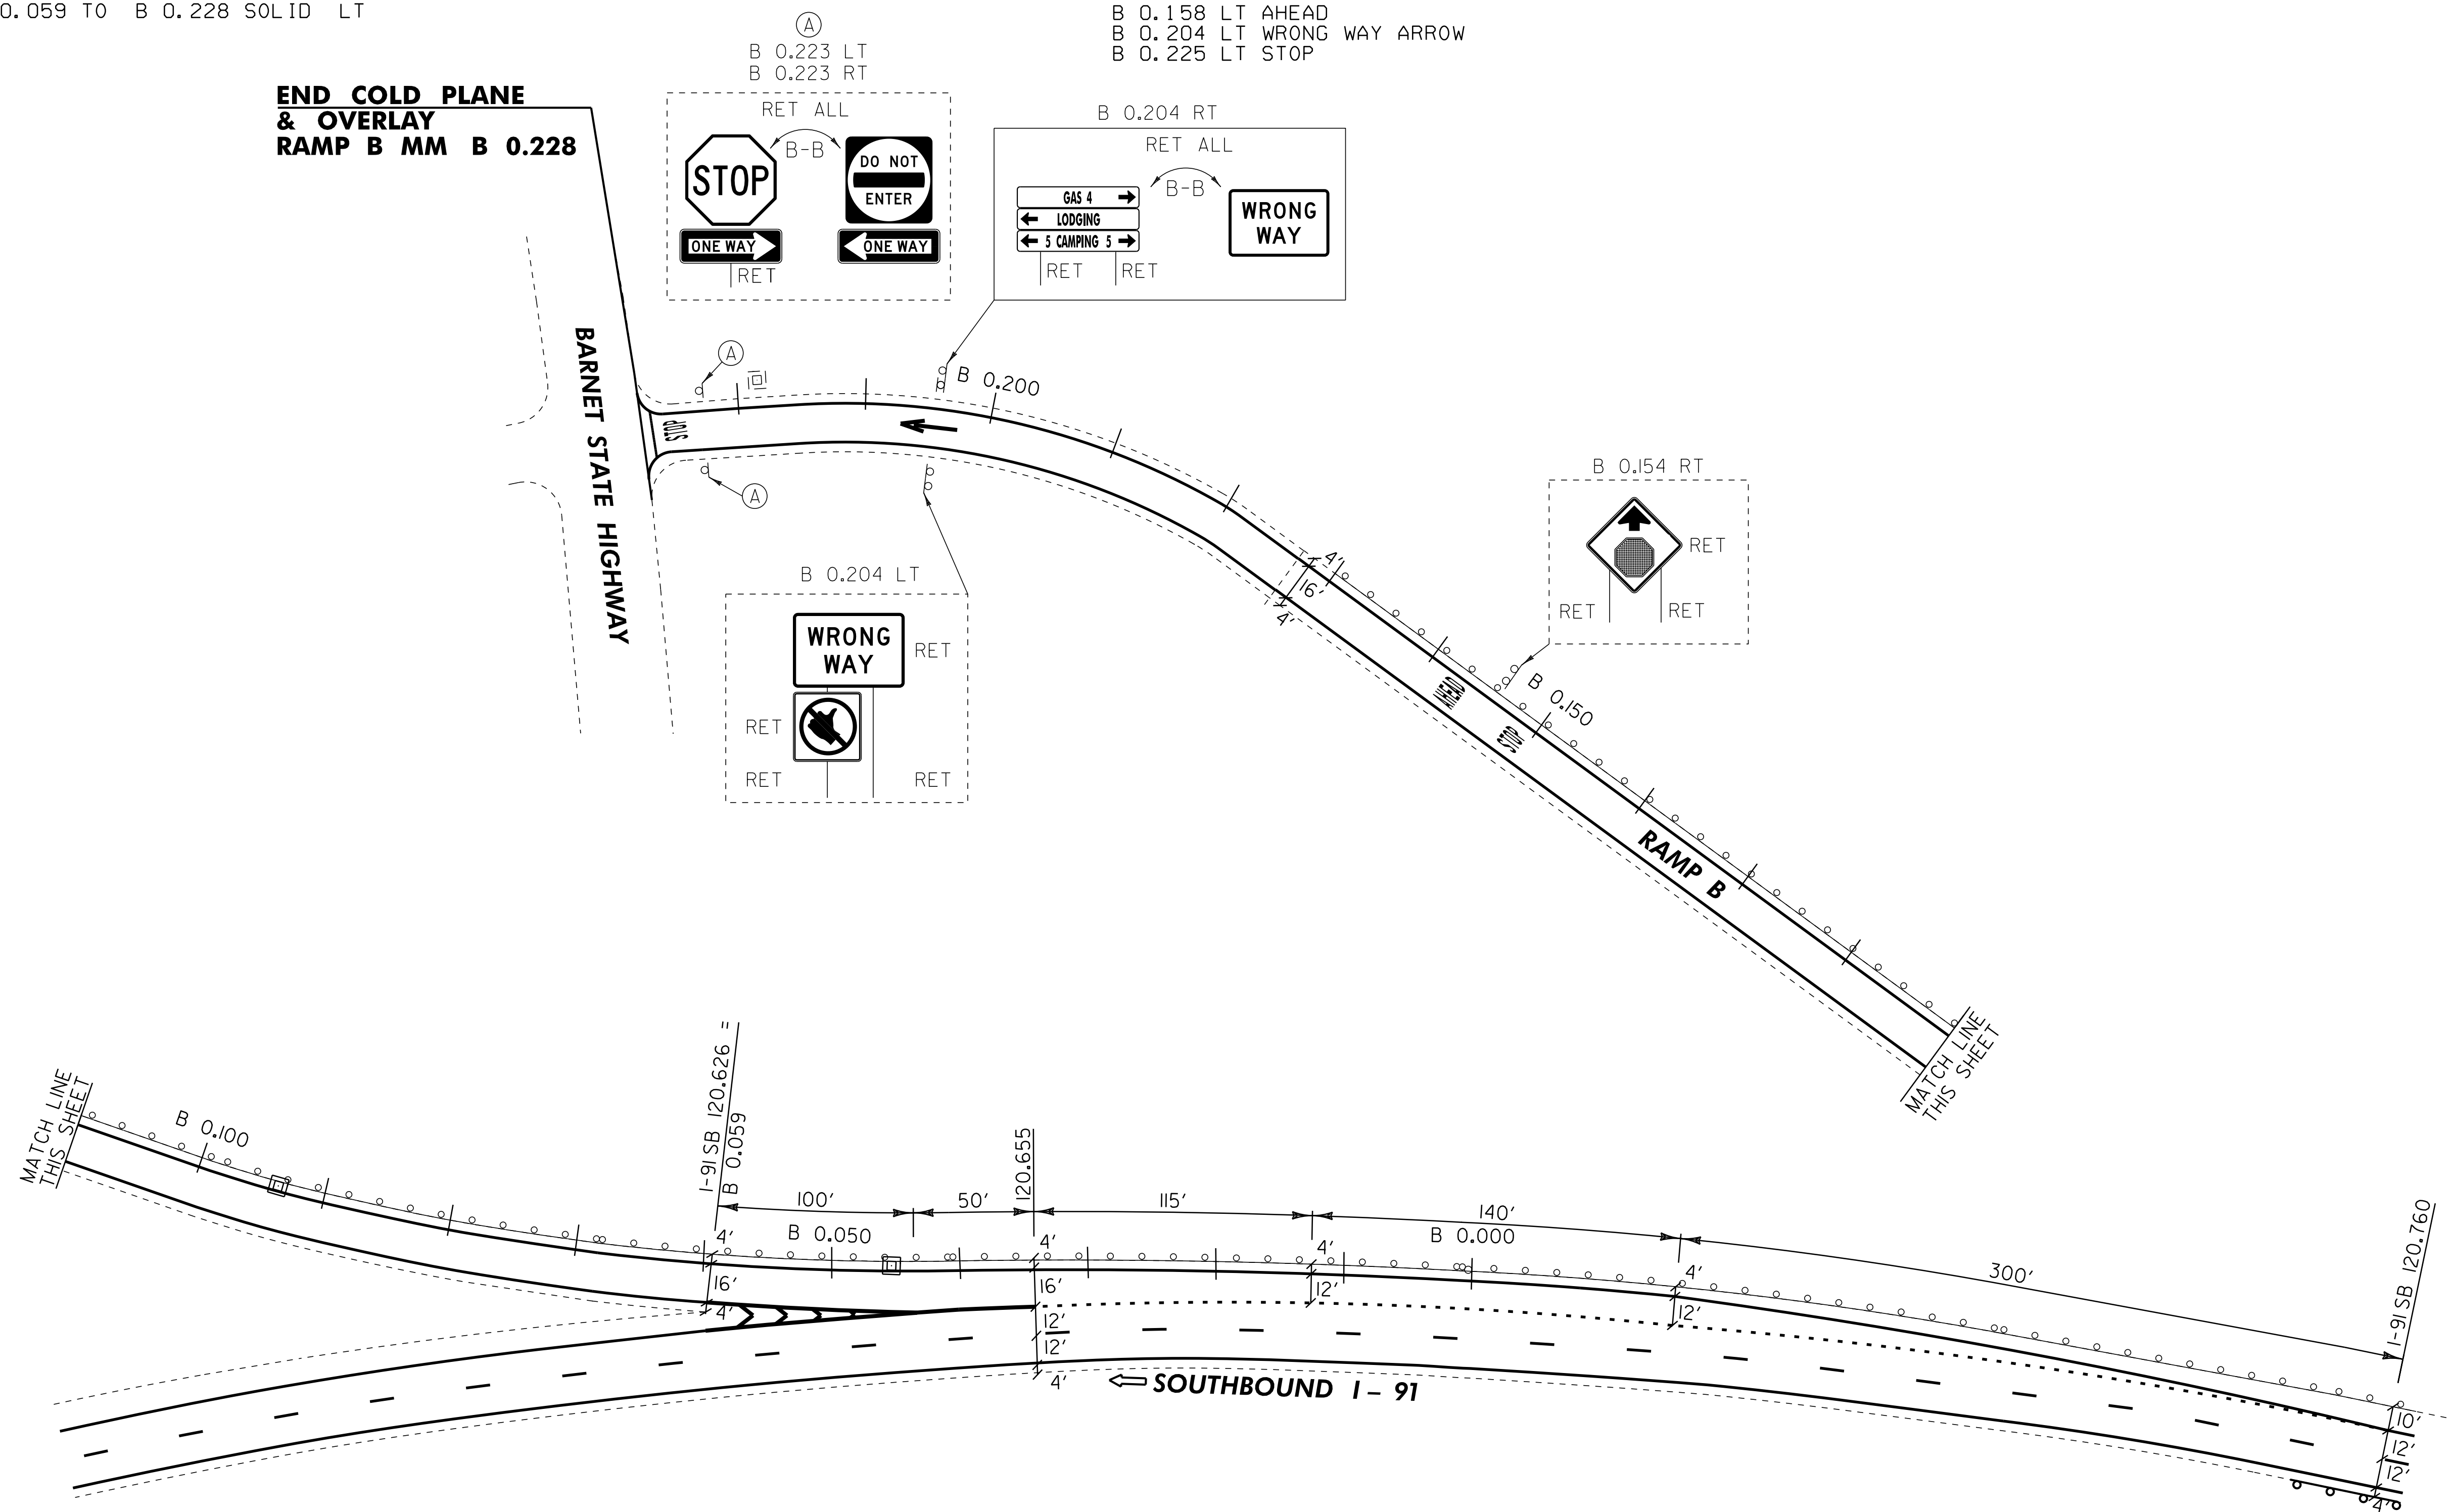 0.059 TO B 0.228 SOLID LT
B 0.158 LT AHEAD
B 0.204 LT WRONG WAY ARROW
B 0.225 LT STOP
A
B 0.223 LT
B 0.223 RT
END COLD PLANE
& OVERLAY
RAMP B MM B 0.228
RET ALL
STOP
B-B
DO NOT
ENTER
ONE WAY
ONE WAY
RET
B 0.204 RT
RET ALL
GAS 4
LODGING
5 CAMPING 5
B-B
WRONG
WAY
RET
RET
BARNET STATE HIGHWAY
A
B 0.200
STOP
A
B 0.154 RT
RET
RET
RET
B 0.204 LT
WRONG
WAY
RET
RET
RET
RET
4'
16'
4'
B 0.150
AHEAD
STOP
RAMP B
MATCH LINE
THIS SHEET
MATCH LINE
THIS SHEET
B 0.100
I-91 SB 120.626 =
B 0.059
100'
50'
120.655
115'
140'
300'
I-91 SB 120.760
B 0.050
B 0.000
4'
16'
4'
4'
16'
12'
12'
4'
4'
12'
4'
12'
10'
12'
12'
4'
SOUTHBOUND I - 91